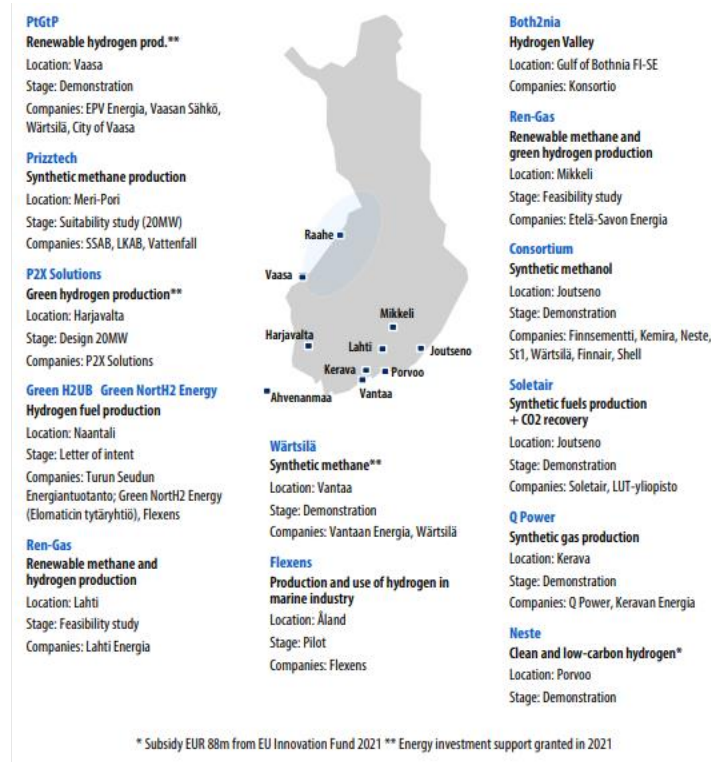 PtGtP
Renewable hydrogen prod.**
Location: Vaasa
Stage: Demonstration
Companies: EPV Energia, Vaasan Sähkö,
Wärtsilä, City of Vaasa
Prizztech
Synthetic methane production
Location: Meri-Pori
Stage: Suitability study (20MW)
Companies: SSAB, LKAB, Vattenfall
P2X Solutions
Green hydrogen production**
Location: Harjavalta
Stage: Design 20MW
Companies: P2X Solutions
Green H2UB Green NortH2 Energy
Hydrogen fuel production
Location: Naantali
Stage: Letter of intent
Companies: Turun Seudun
Energiantuotanto; Green NortH2 Energy
(Elomaticin tytäryhtiö), Flexens
Ren-Gas
Renewable methane and
hydrogen production
Location: Lahti
Stage: Feasibility study
Companies: Lahti Energia
Raahe
Vaasa
Mikkeli
Harjavalta
Lahti
Joutseno
Kerava
Porvoo
Ahvenanmaa
Vantaa
Wärtsilä
Synthetic methane**
Location: Vantaa
Stage: Demonstration
Companies: Vantaan Energia, Wärtsilä
Flexens
Production and use of hydrogen in
marine industry
Location: Åland
Stage: Pilot
Companies: Flexens
Both2nia
Hydrogen Valley
Location: Gulf of Bothnia FI-SE
Companies: Konsortio
Ren-Gas
Renewable methane and
green hydrogen production
Location: Mikkeli
Stage: Feasibility study
Companies: Etelä-Savon Energia
Consortium
Synthetic methanol
Location: Joutseno
Stage: Demonstration
Companies: Finnsementti, Kemira, Neste,
St1, Wärtsilä, Finnair, Shell
Soletair
Synthetic fuels production
+ CO2 recovery
Location: Joutseno
Stage: Demonstration
Companies: Soletair, LUT-yliopisto
Q Power
Synthetic gas production
Location: Kerava
Stage: Demonstration
Companies: Q Power, Keravan Energia
Neste
Clean and low-carbon hydrogen*
Location: Porvoo
Stage: Demonstration
* Subsidy EUR 88m from EU Innovation Fund 2021 ** Energy investment support granted in 2021